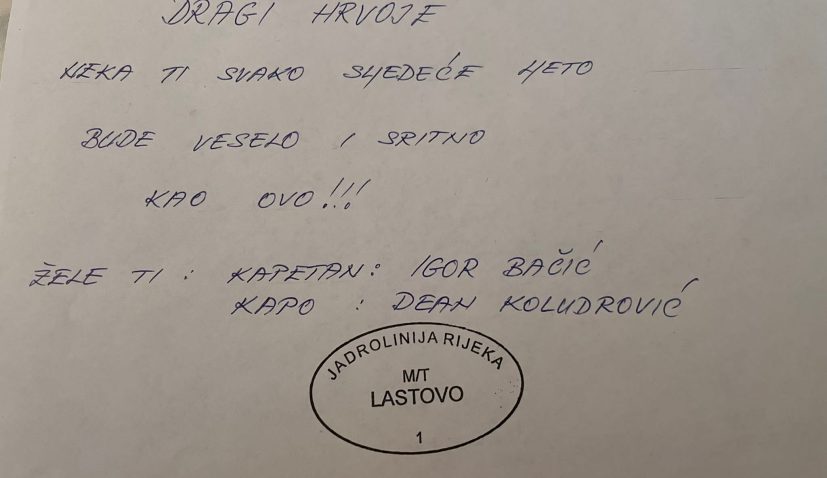 DRAGI HRVOJE
NEKA TI SVAKO SLJEDEĆE LJETO
BUDE VESELO I SRITNO
KAO OVO!!!
ŽELE TI : KAPETAN: IGOR BAČIĆ
KAPO : DEAN KOLUDROVIĆ
JADROLINIJA RIJEKA
M/T
LASTOVO
1